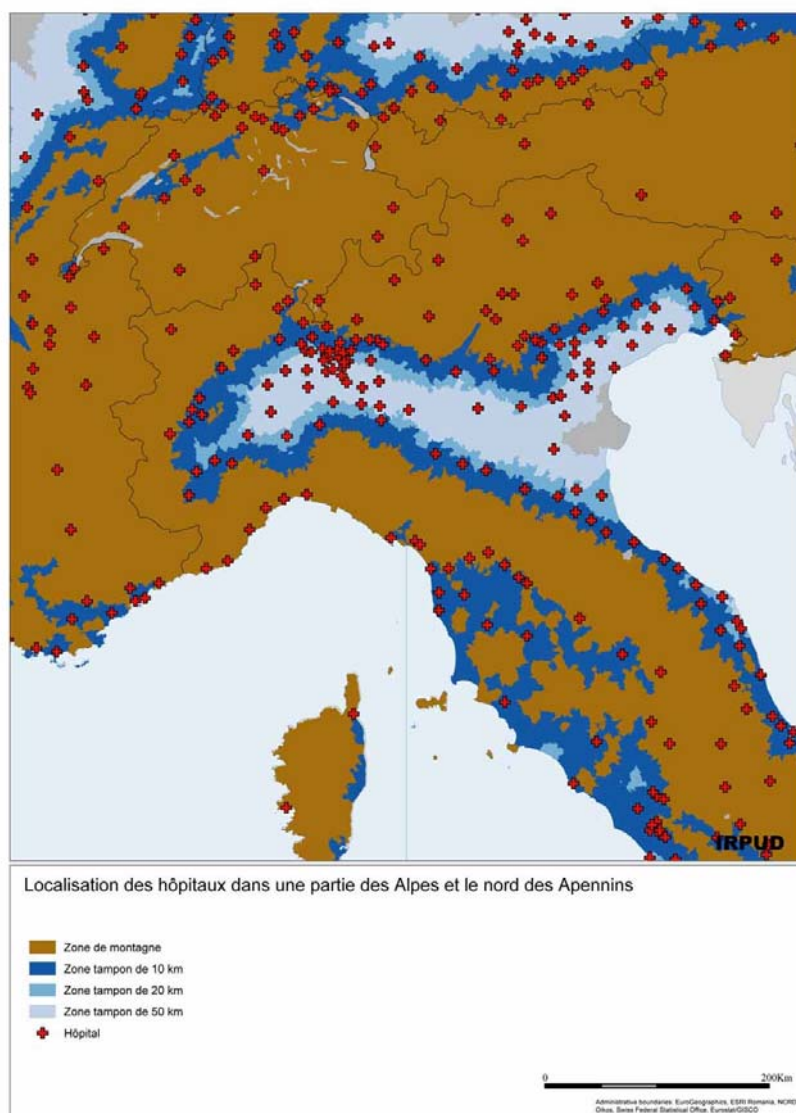 IRPUD
Localisation des hôpitaux dans une partie des Alpes et le nord des Apennins
Zone de montagne
Zone tampon de 10 km
Zone tampon de 20 km
Zone tampon de 50 km
Hôpital
0 200Km
Administrative boundaries: EuroGeographics, ESRI Romania, NCRD
Oikos, Swiss Federal Statistical Office, Eurostat/GISCO